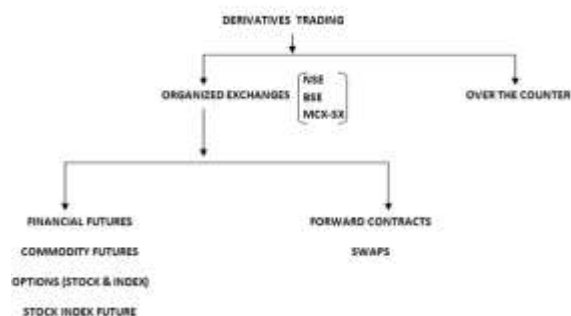 DERIVATIVES TRADING
ORGANIZED EXCHANGES
NSE
BSE
MCX-SX
OVER THE COUNTER
FINANCIAL FUTURES
FORWARD CONTRACTS
COMMODITY FUTURES
SWAPS
OPTIONS (STOCK & INDEX)
STOCK INDEX FUTURE